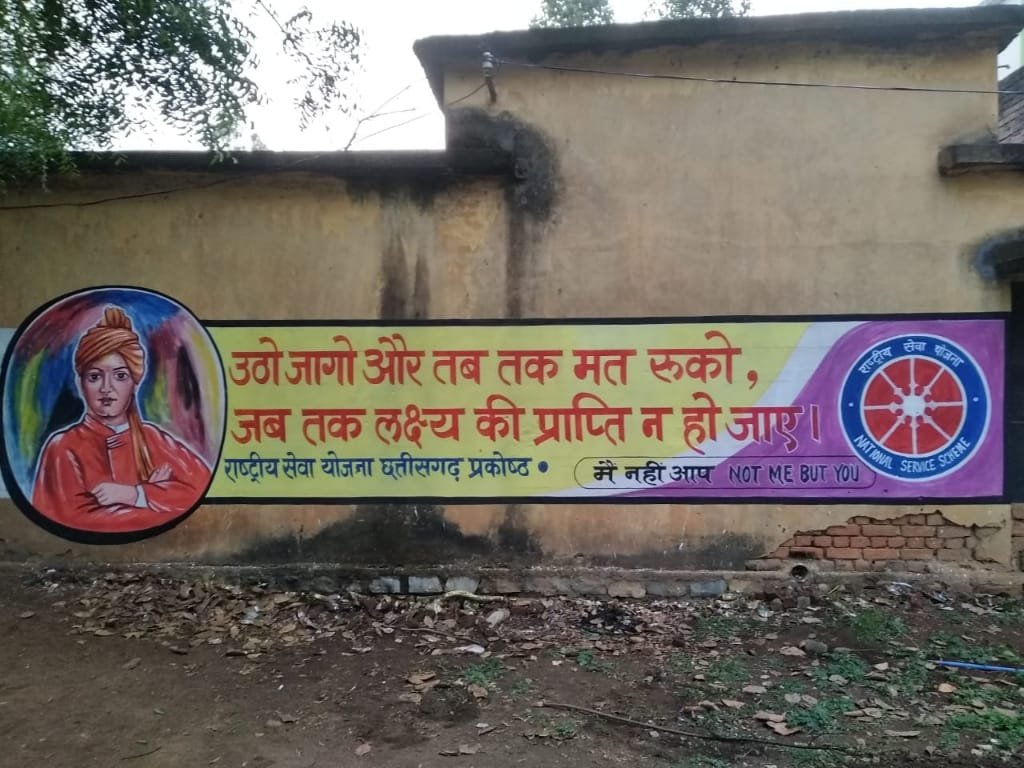 उठो जागो और तब तक मत रूको,
जब तक लक्ष्य की प्राप्ति न हो जाए।
राष्ट्रीय सेवा योजना छत्तीसगढ़ प्रकोष्ठ •
मै नहीं आप NOT ME BUT YOU
राष्ट्रीय सेवा योजना
NATIONAL SERVICE SCHEME